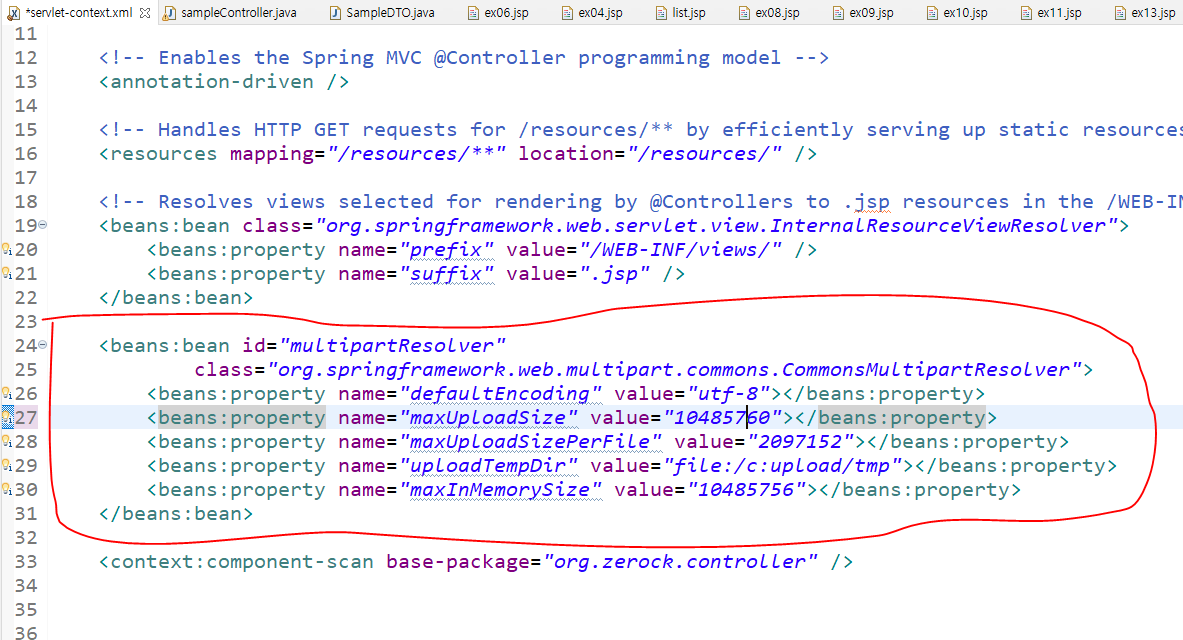 *servlet-context.xml sampleController.java SampleDTO.java ex06.jsp ex04.jsp list.jsp ex08.jsp ex09.jsp ex10.jsp ex11.jsp ex13.jsp
11
12 <!-- Enables the Spring MVC @Controller programming model -->
13 <annotation-driven />
14
15 <!-- Handles HTTP GET requests for /resources/** by efficiently serving up static resources
16 <resources mapping="/resources/**" location="/resources/" />
17
18 <!-- Resolves views selected for rendering by @Controllers to .jsp resources in the /WEB-IN
19 <beans:bean class="org.springframework.web.servlet.view.InternalResourceViewResolver">
20 <beans:property name="prefix" value="/WEB-INF/views/" />
21 <beans:property name="suffix" value=".jsp" />
22 </beans:bean>
23
24 <beans:bean id="multipartResolver"
25 class="org.springframework.web.multipart.commons.CommonsMultipartResolver">
26 <beans:property name="defaultEncoding" value="utf-8"></beans:property>
27 <beans:property name="maxUploadSize" value="10485760"></beans:property>
28 <beans:property name="maxUploadSizePerFile" value="2097152"></beans:property>
29 <beans:property name="uploadTempDir" value="file:/c:upload/tmp"></beans:property>
30 <beans:property name="maxInMemorySize" value="10485756"></beans:property>
31 </beans:bean>
32
33 <context:component-scan base-package="org.zerock.controller" />
34
35
36